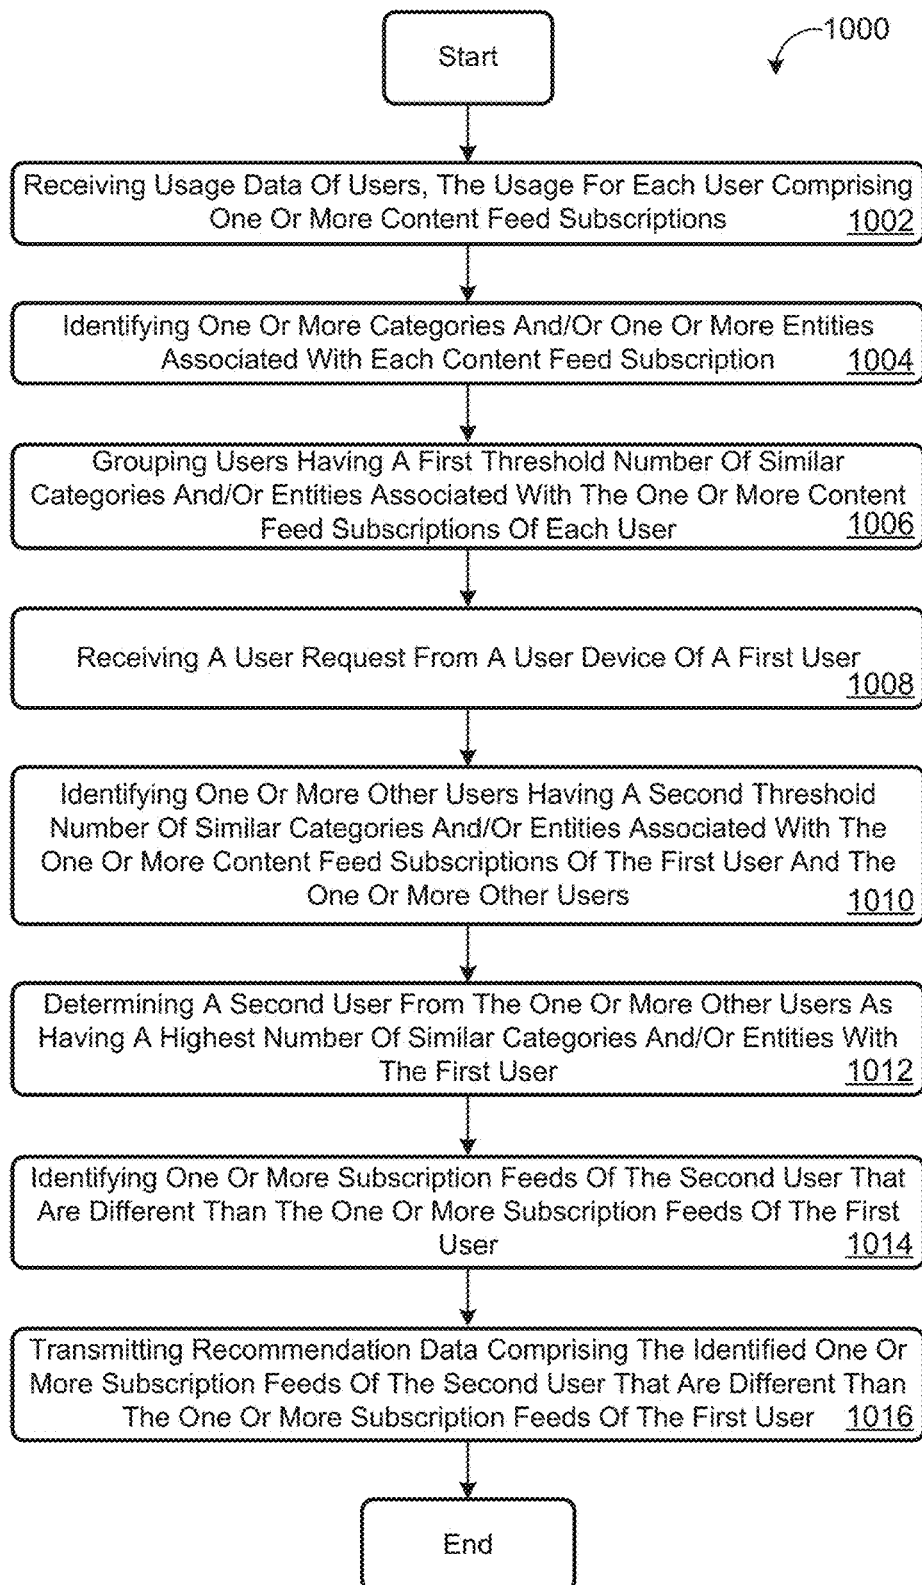 Start
1000
Receiving Usage Data Of Users, The Usage For Each User Comprising
One Or More Content Feed Subscriptions
1002
Identifying One Or More Categories And/Or One Or More Entities
Associated With Each Content Feed Subscription
1004
Grouping Users Having A First Threshold Number Of Similar
Categories And/Or Entities Associated With The One Or More Content
Feed Subscriptions Of Each User
1006
Receiving A User Request From A User Device Of A First User
1008
Identifying One Or More Other Users Having A Second Threshold
Number Of Similar Categories And/Or Entities Associated With The
One Or More Content Feed Subscriptions Of The First User And The
One Or More Other Users
1010
Determining A Second User From The One Or More Other Users As
Having A Highest Number Of Similar Categories And/Or Entities With
The First User
1012
Identifying One Or More Subscription Feeds Of The Second User That
Are Different Than The One Or More Subscription Feeds Of The First
User
1014
Transmitting Recommendation Data Comprising The Identified One Or
More Subscription Feeds Of The Second User That Are Different Than
The One Or More Subscription Feeds Of The First User
1016
End